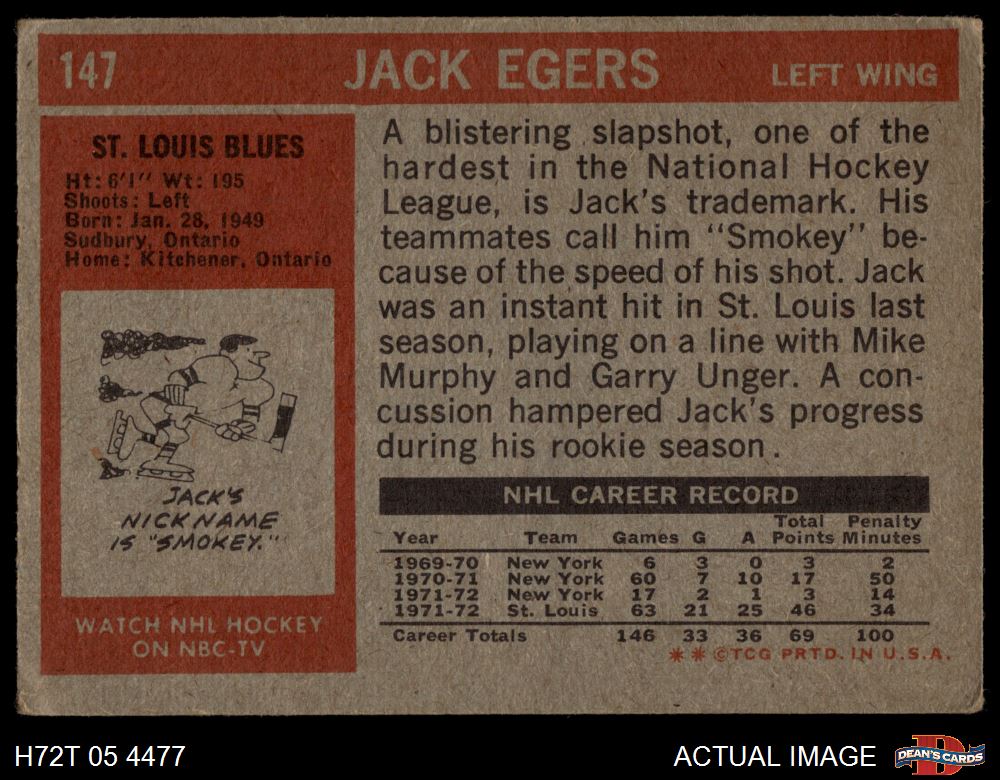 147 JACK EGERS LEFT WING
ST. LOUIS BLUES
Ht: 6'1" Wt: 195
Shoots: Left
Born: Jan. 28, 1949
Sudbury, Ontario
Home: Kitchener, Ontario
JACK'S
NICKNAME
IS "SMOKEY."
WATCH NHL HOCKEY
ON NBC-TV
A blistering slapshot, one of the
hardest in the National Hockey
League, is Jack's trademark. His
teammates call him "Smokey" be-
cause of the speed of his shot. Jack
was an instant hit in St. Louis last
season, playing on a line with Mike
Murphy and Garry Unger. A con-
cussion hampered Jack's progress
during his rookie season.
NHL CAREER RECORD
Year Team Games G A Total Points Penalty Minutes
1969-70 New York 6 3 0 3 2
1970-71 New York 60 7 10 17 50
1971-72 New York 17 2 1 3 14
1971-72 St. Louis 63 21 25 46 34
Career Totals 146 33 36 69 100
* * ©TCG PRTD. IN U.S.A.
H72T 05 4477 ACTUAL IMAGE DEAN'S CARDS